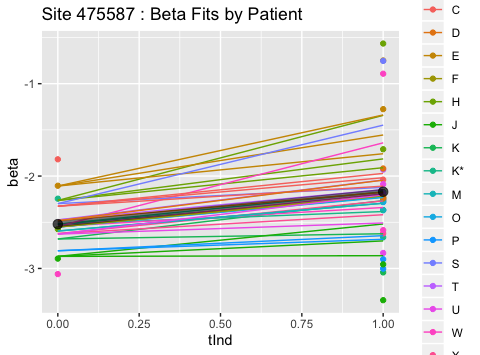 Site 475587 : Beta Fits by Patient
-1
-2
-3
beta
0.00 0.25 0.50 0.75 1.00
tInd
C
D
E
F
H
J
K
K*
M
O
P
S
T
U
W